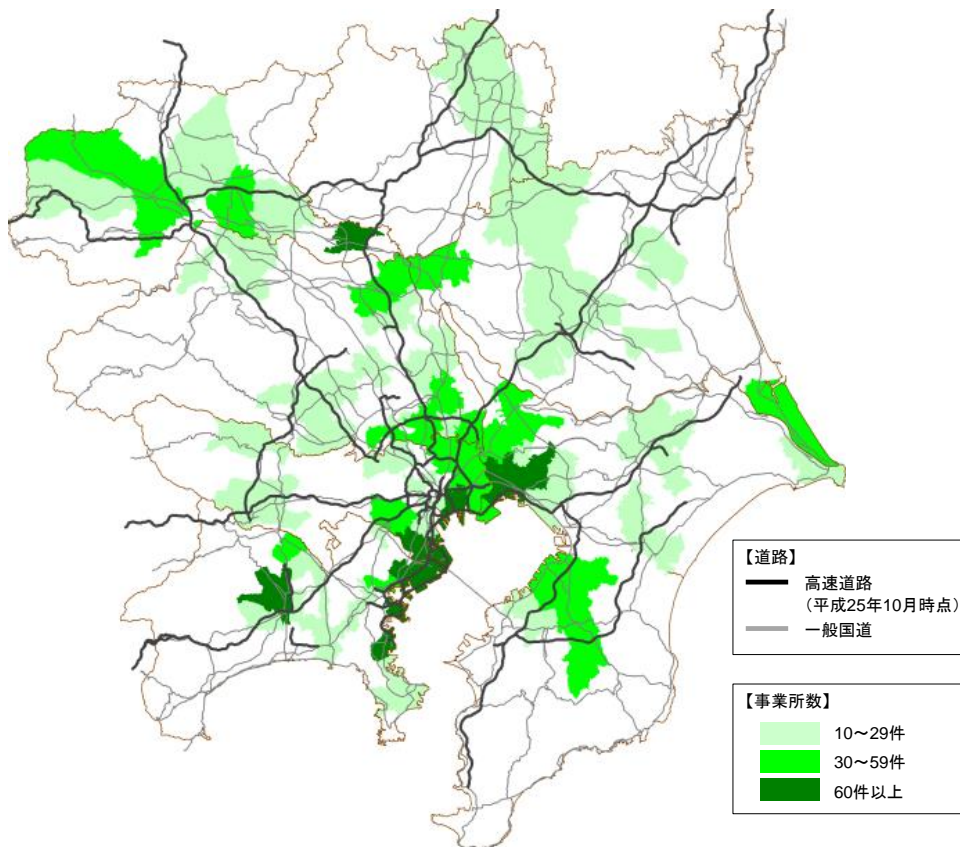 【道路】
高速道路
（平成25年10月時点）
一般国道
【事業所数】
10～29件
30～59件
60件以上